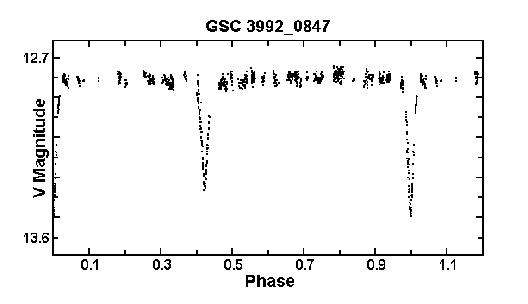 GSC 3992_0847
12.7
V Magnitude
13.6
0.1 0.3 0.5 0.7 0.9 1.1
Phase